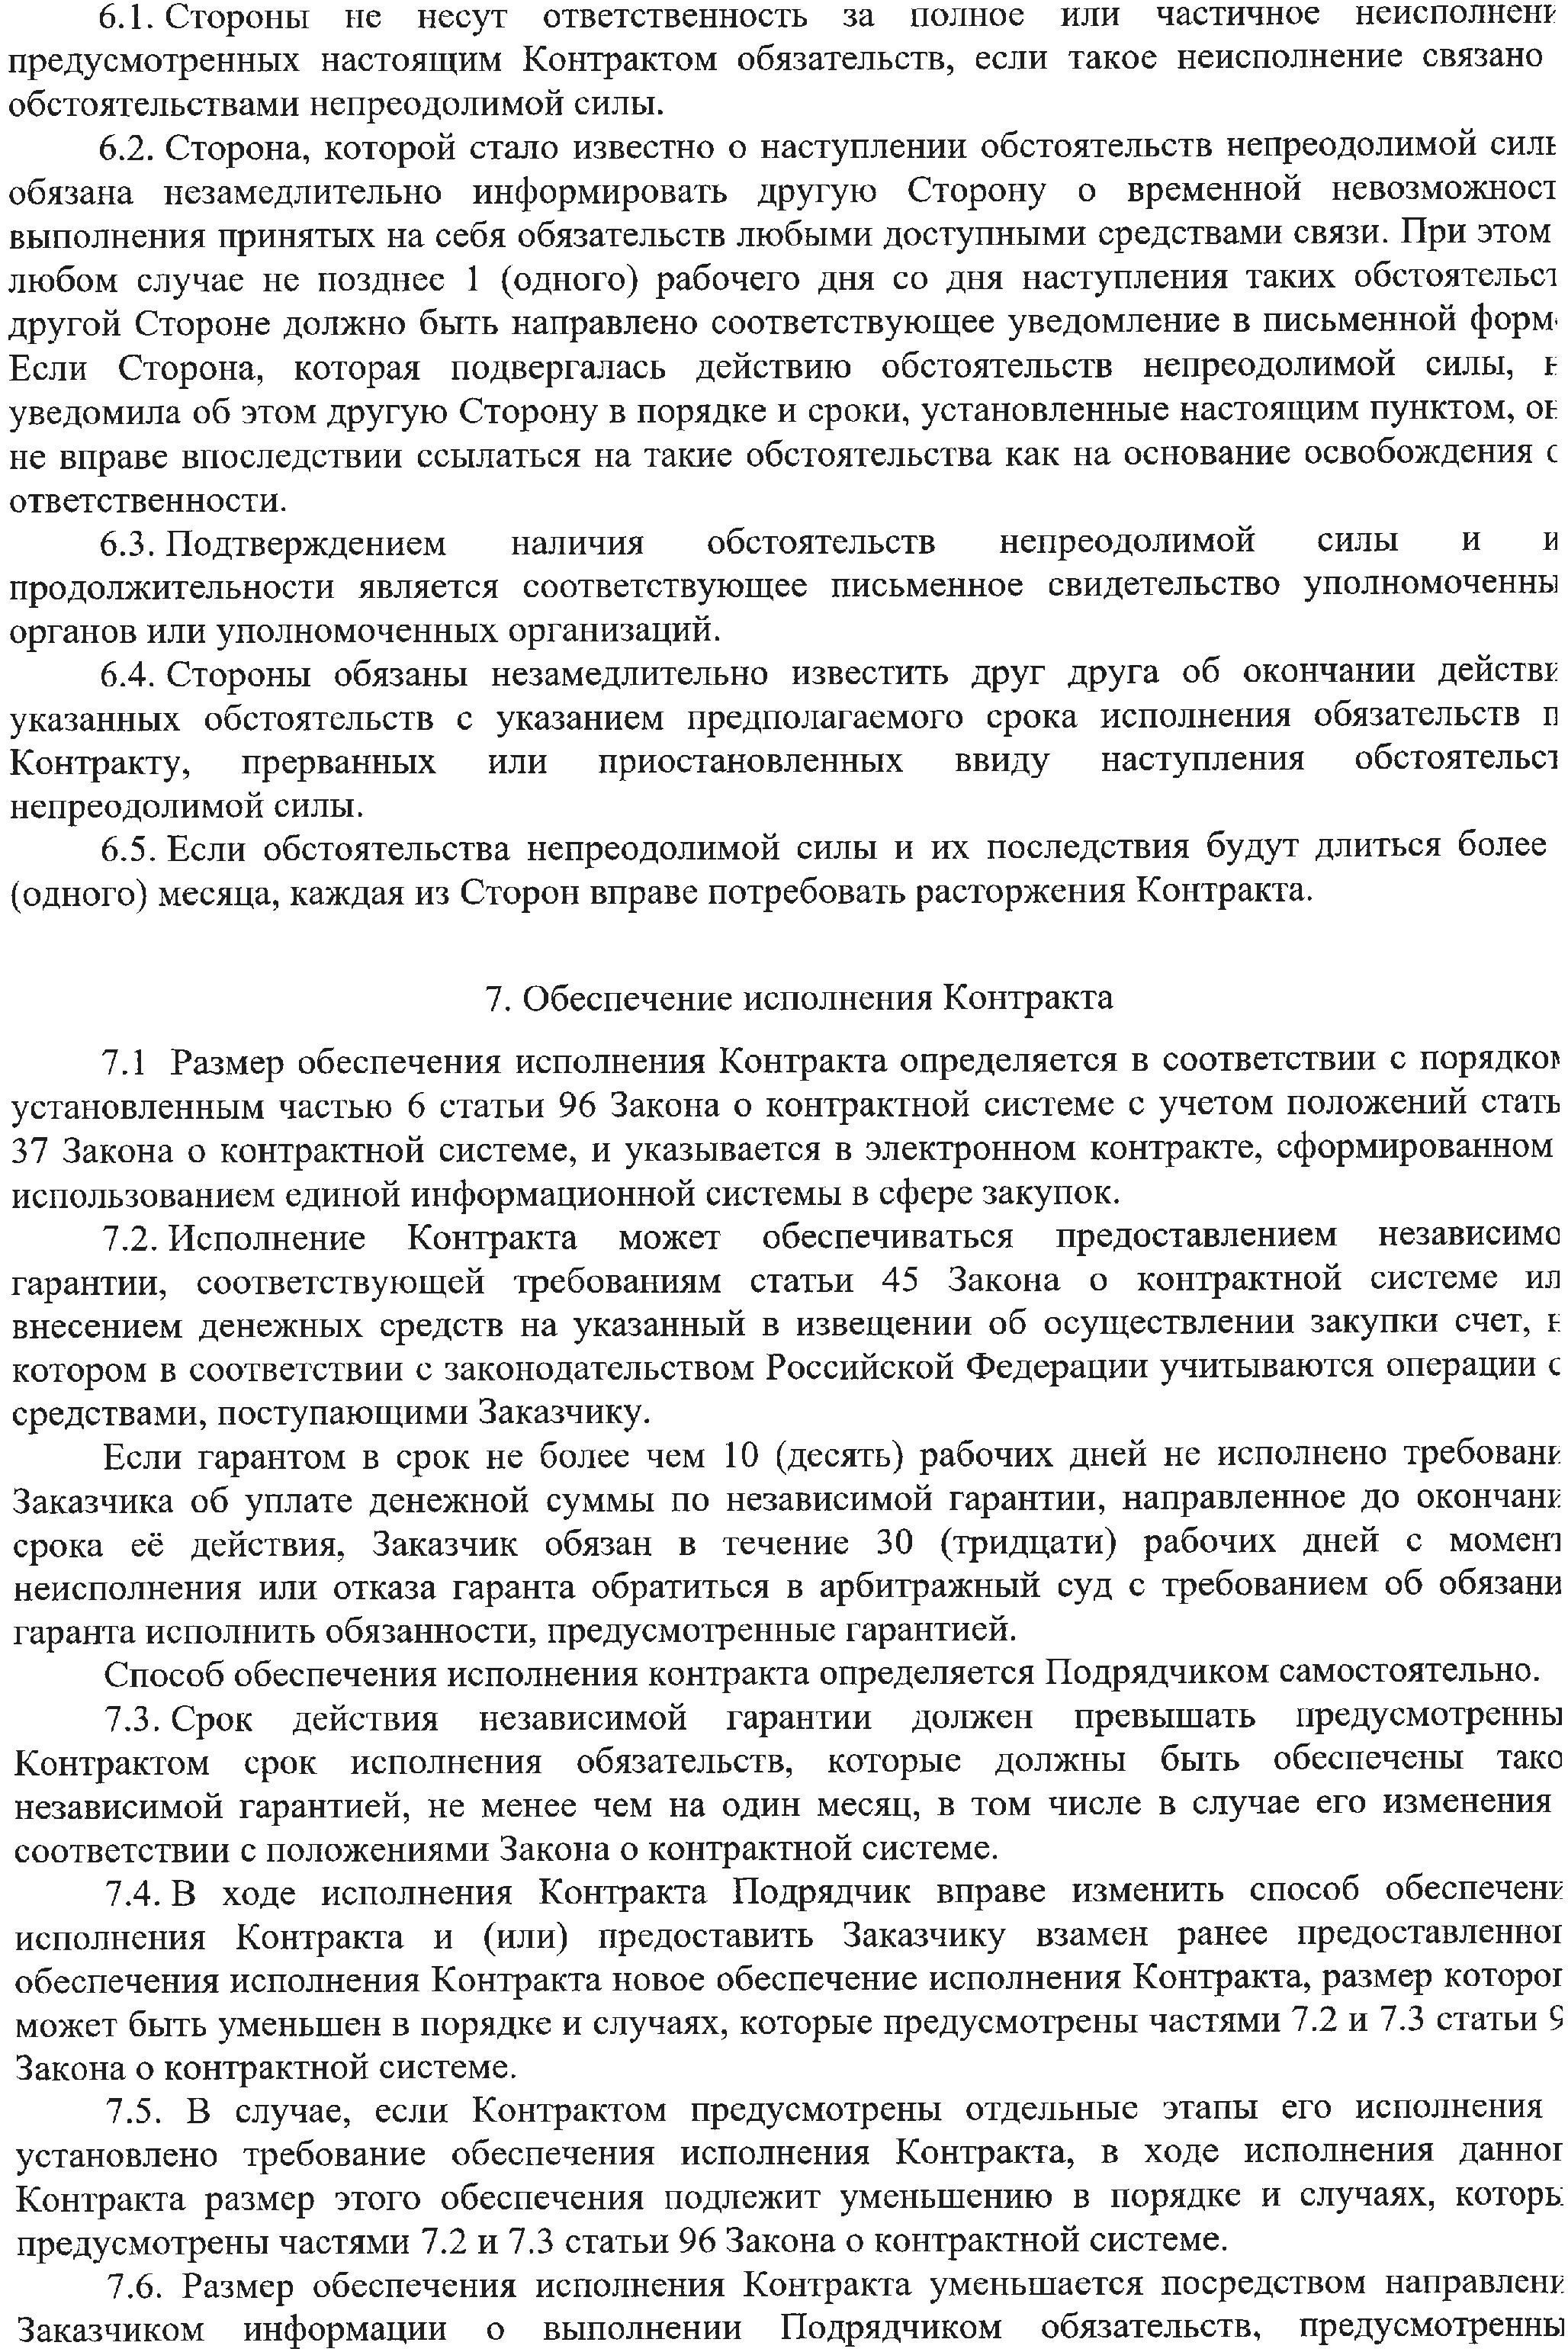 6.1. Стороны не несут ответственность за полное или частичное неисполнени
предусмотренных настоящим Контрактом обязательств, если такое неисполнение связано
обстоятельствами непреодолимой силы.
6.2. Сторона, которой стало известно о наступлении обстоятельств непреодолимой силы
обязана незамедлительно информировать другую Сторону о временной невозможност
выполнения принятых на себя обязательств любыми доступными средствами связи. При этом
любом случае не позднее 1 (одного) рабочего дня со дня наступления таких обстоятельст
другой Стороне должно быть направлено соответствующее уведомление в письменной форм
Если Сторона, которая подвергалась действию обстоятельств непреодолимой силы, н
уведомила об этом другую Сторону в порядке и сроки, установленные настоящим пунктом, он
не вправе впоследствии ссылаться на такие обстоятельства как на основание освобождения о
ответственности.
6.3. Подтверждением наличия обстоятельств непреодолимой силы и и
продолжительности является соответствующее письменное свидетельство уполномоченны
органов или уполномоченных организаций.
6.4. Стороны обязаны незамедлительно известить друг друга об окончании действи
указанных обстоятельств с указанием предполагаемого срока исполнения обязательств п
Контракту, прерванных или приостановленных ввиду наступления обстоятельст
непреодолимой силы.
6.5. Если обстоятельства непреодолимой силы и их последствия будут длиться более
(одного) месяца, каждая из Сторон вправе потребовать расторжения Контракта.
7. Обеспечение исполнения Контракта
7.1 Размер обеспечения исполнения Контракта определяется в соответствии с порядком
установленным частью 6 статьи 96 Закона о контрактной системе с учетом положений стать
37 Закона о контрактной системе, и указывается в электронном контракте, сформированном
использованием единой информационной системы в сфере закупок.
7.2. Исполнение Контракта может обеспечиваться предоставлением независимо
гарантии, соответствующей требованиям статьи 45 Закона о контрактной системе ил
внесением денежных средств на указанный в извещении об осуществлении закупки счет, н
котором в соответствии с законодательством Российской Федерации учитываются операции с
средствами, поступающими Заказчику.
Если гарантом в срок не более чем 10 (десять) рабочих дней не исполнено требовани
Заказчика об уплате денежной суммы по независимой гарантии, направленное до окончани
срока её действия, Заказчик обязан в течение 30 (тридцати) рабочих дней с момент
неисполнения или отказа гаранта обратиться в арбитражный суд с требованием об обязани
гаранта исполнить обязанности, предусмотренные гарантией.
Способ обеспечения исполнения контракта определяется Подрядчиком самостоятельно.
7.3. Срок действия независимой гарантии должен превышать предусмотренны
Контрактом срок исполнения обязательств, которые должны быть обеспечены тако
независимой гарантией, не менее чем на один месяц, в том числе в случае его изменения
соответствии с положениями Закона о контрактной системе.
7.4. В ходе исполнения Контракта Подрядчик вправе изменить способ обеспечени
исполнения Контракта и (или) предоставить Заказчику взамен ранее предоставленног
обеспечения исполнения Контракта новое обеспечение исполнения Контракта, размер которог
может быть уменьшен в порядке и случаях, которые предусмотрены частями 7.2 и 7.3 статьи 9
Закона о контрактной системе.
7.5. В случае, если Контрактом предусмотрены отдельные этапы его исполнения
установлено требование обеспечения исполнения Контракта, в ходе исполнения данног
Контракта размер этого обеспечения подлежит уменьшению в порядке и случаях, которы
предусмотрены частями 7.2 и 7.3 статьи 96 Закона о контрактной системе.
7.6. Размер обеспечения исполнения Контракта уменьшается посредством направлени
Заказчиком информации о выполнении Подрядчиком обязательств, предусмотренны